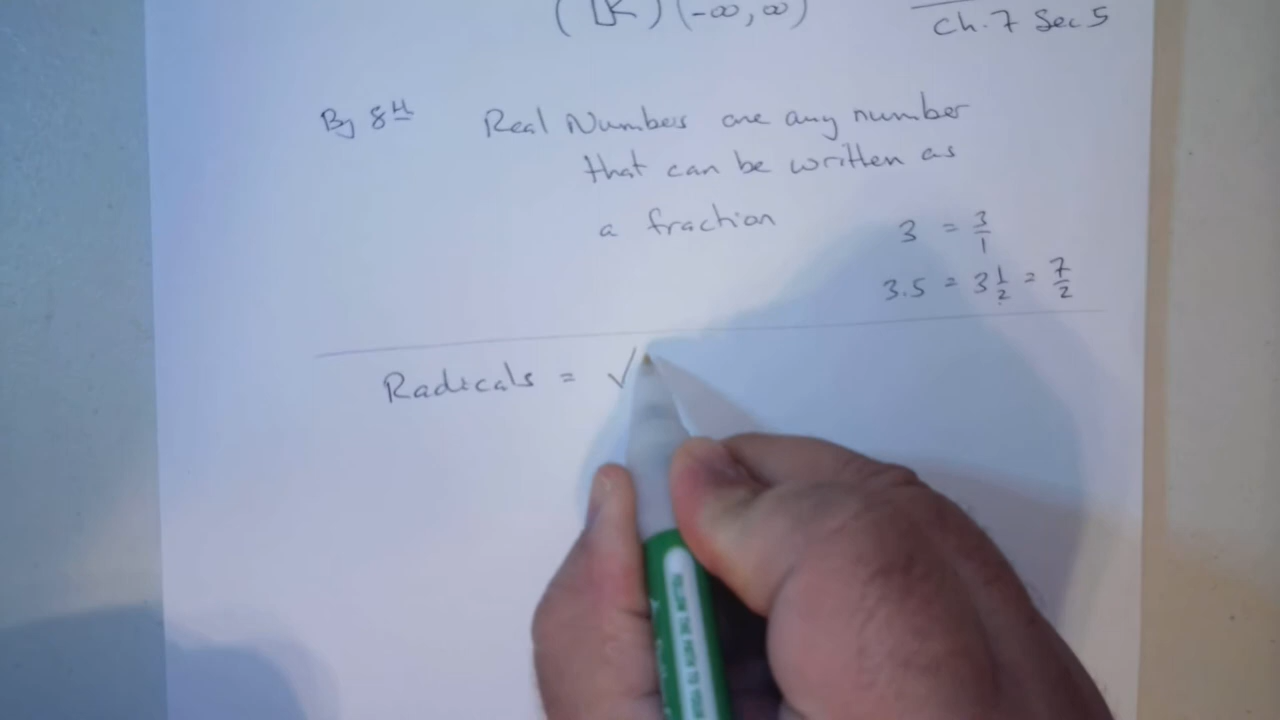 (-∞, ∞)
Ch. 7 Sec 5
By 8th Real Numbers are any number
that can be written as
a fraction
3 = 3/1
3.5 = 3 1/2 = 7/2
Radicals = √